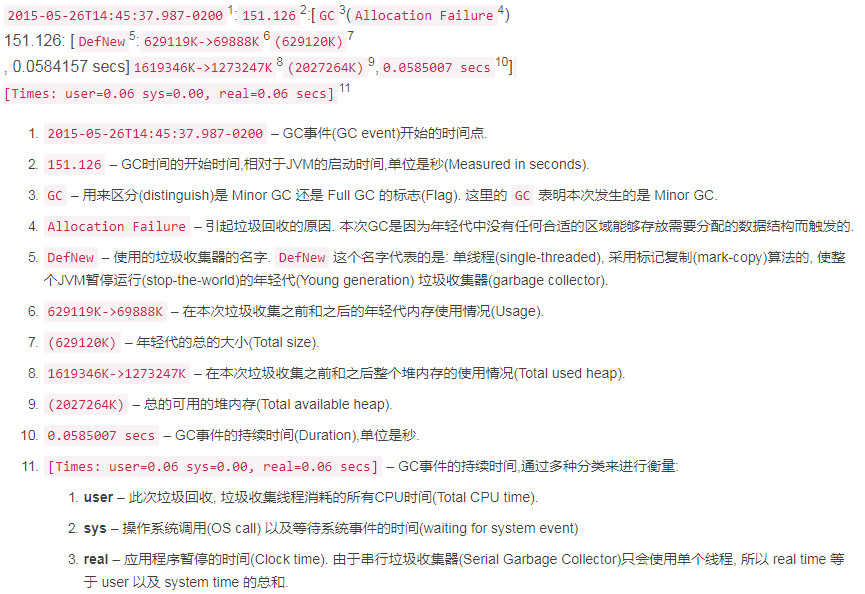 2015-05-26T14:45:37.987-0200 1: 151.126 2:[ GC 3( Allocation Failure 4)
151.126: [ DefNew 5: 629119K->69888K 6 (629120K) 7
, 0.0584157 secs] 1619346K->1273247K 8 (2027264K) 9, 0.0585007 secs 10]
[Times: user=0.06 sys=0.00, real=0.06 secs] 11
1. 2015-05-26T14:45:37.987-0200 – GC事件(GC event)开始的时间点.
2. 151.126 – GC时间的开始时间,相对于JVM的启动时间,单位是秒(Measured in seconds).
3. GC – 用来区分(distinguish)是 Minor GC 还是 Full GC 的标志(Flag). 这里的 GC 表明本次发生的是 Minor GC.
4. Allocation Failure – 引起垃圾回收的原因. 本次GC是因为年轻代中没有任何合适的区域能够存放需要分配的数据结构而触发的.
5. DefNew – 使用的垃圾收集器的名字. DefNew 这个名字代表的是: 单线程(single-threaded), 采用标记复制(mark-copy)算法的, 使整
个JVM暂停运行(stop-the-world)的年轻代(Young generation) 垃圾收集器(garbage collector).
6. 629119K->69888K – 在本次垃圾收集之前和之后的年轻代内存使用情况(Usage).
7. (629120K) – 年轻代的总的大小(Total size).
8. 1619346K->1273247K – 在本次垃圾收集之前和之后整个堆内存的使用情况(Total used heap).
9. (2027264K) – 总的可用的堆内存(Total available heap).
10. 0.0585007 secs – GC事件的持续时间(Duration),单位是秒.
11. [Times: user=0.06 sys=0.00, real=0.06 secs] – GC事件的持续时间,通过多种分类来进行衡量:
1. user – 此次垃圾回收, 垃圾收集线程消耗的所有CPU时间(Total CPU time).
2. sys – 操作系统调用(OS call) 以及等待系统事件的时间(waiting for system event)
3. real – 应用程序暂停的时间(Clock time). 由于串行垃圾收集器(Serial Garbage Collector)只会使用单个线程, 所以 real time 等
于 user 以及 system time 的总和.